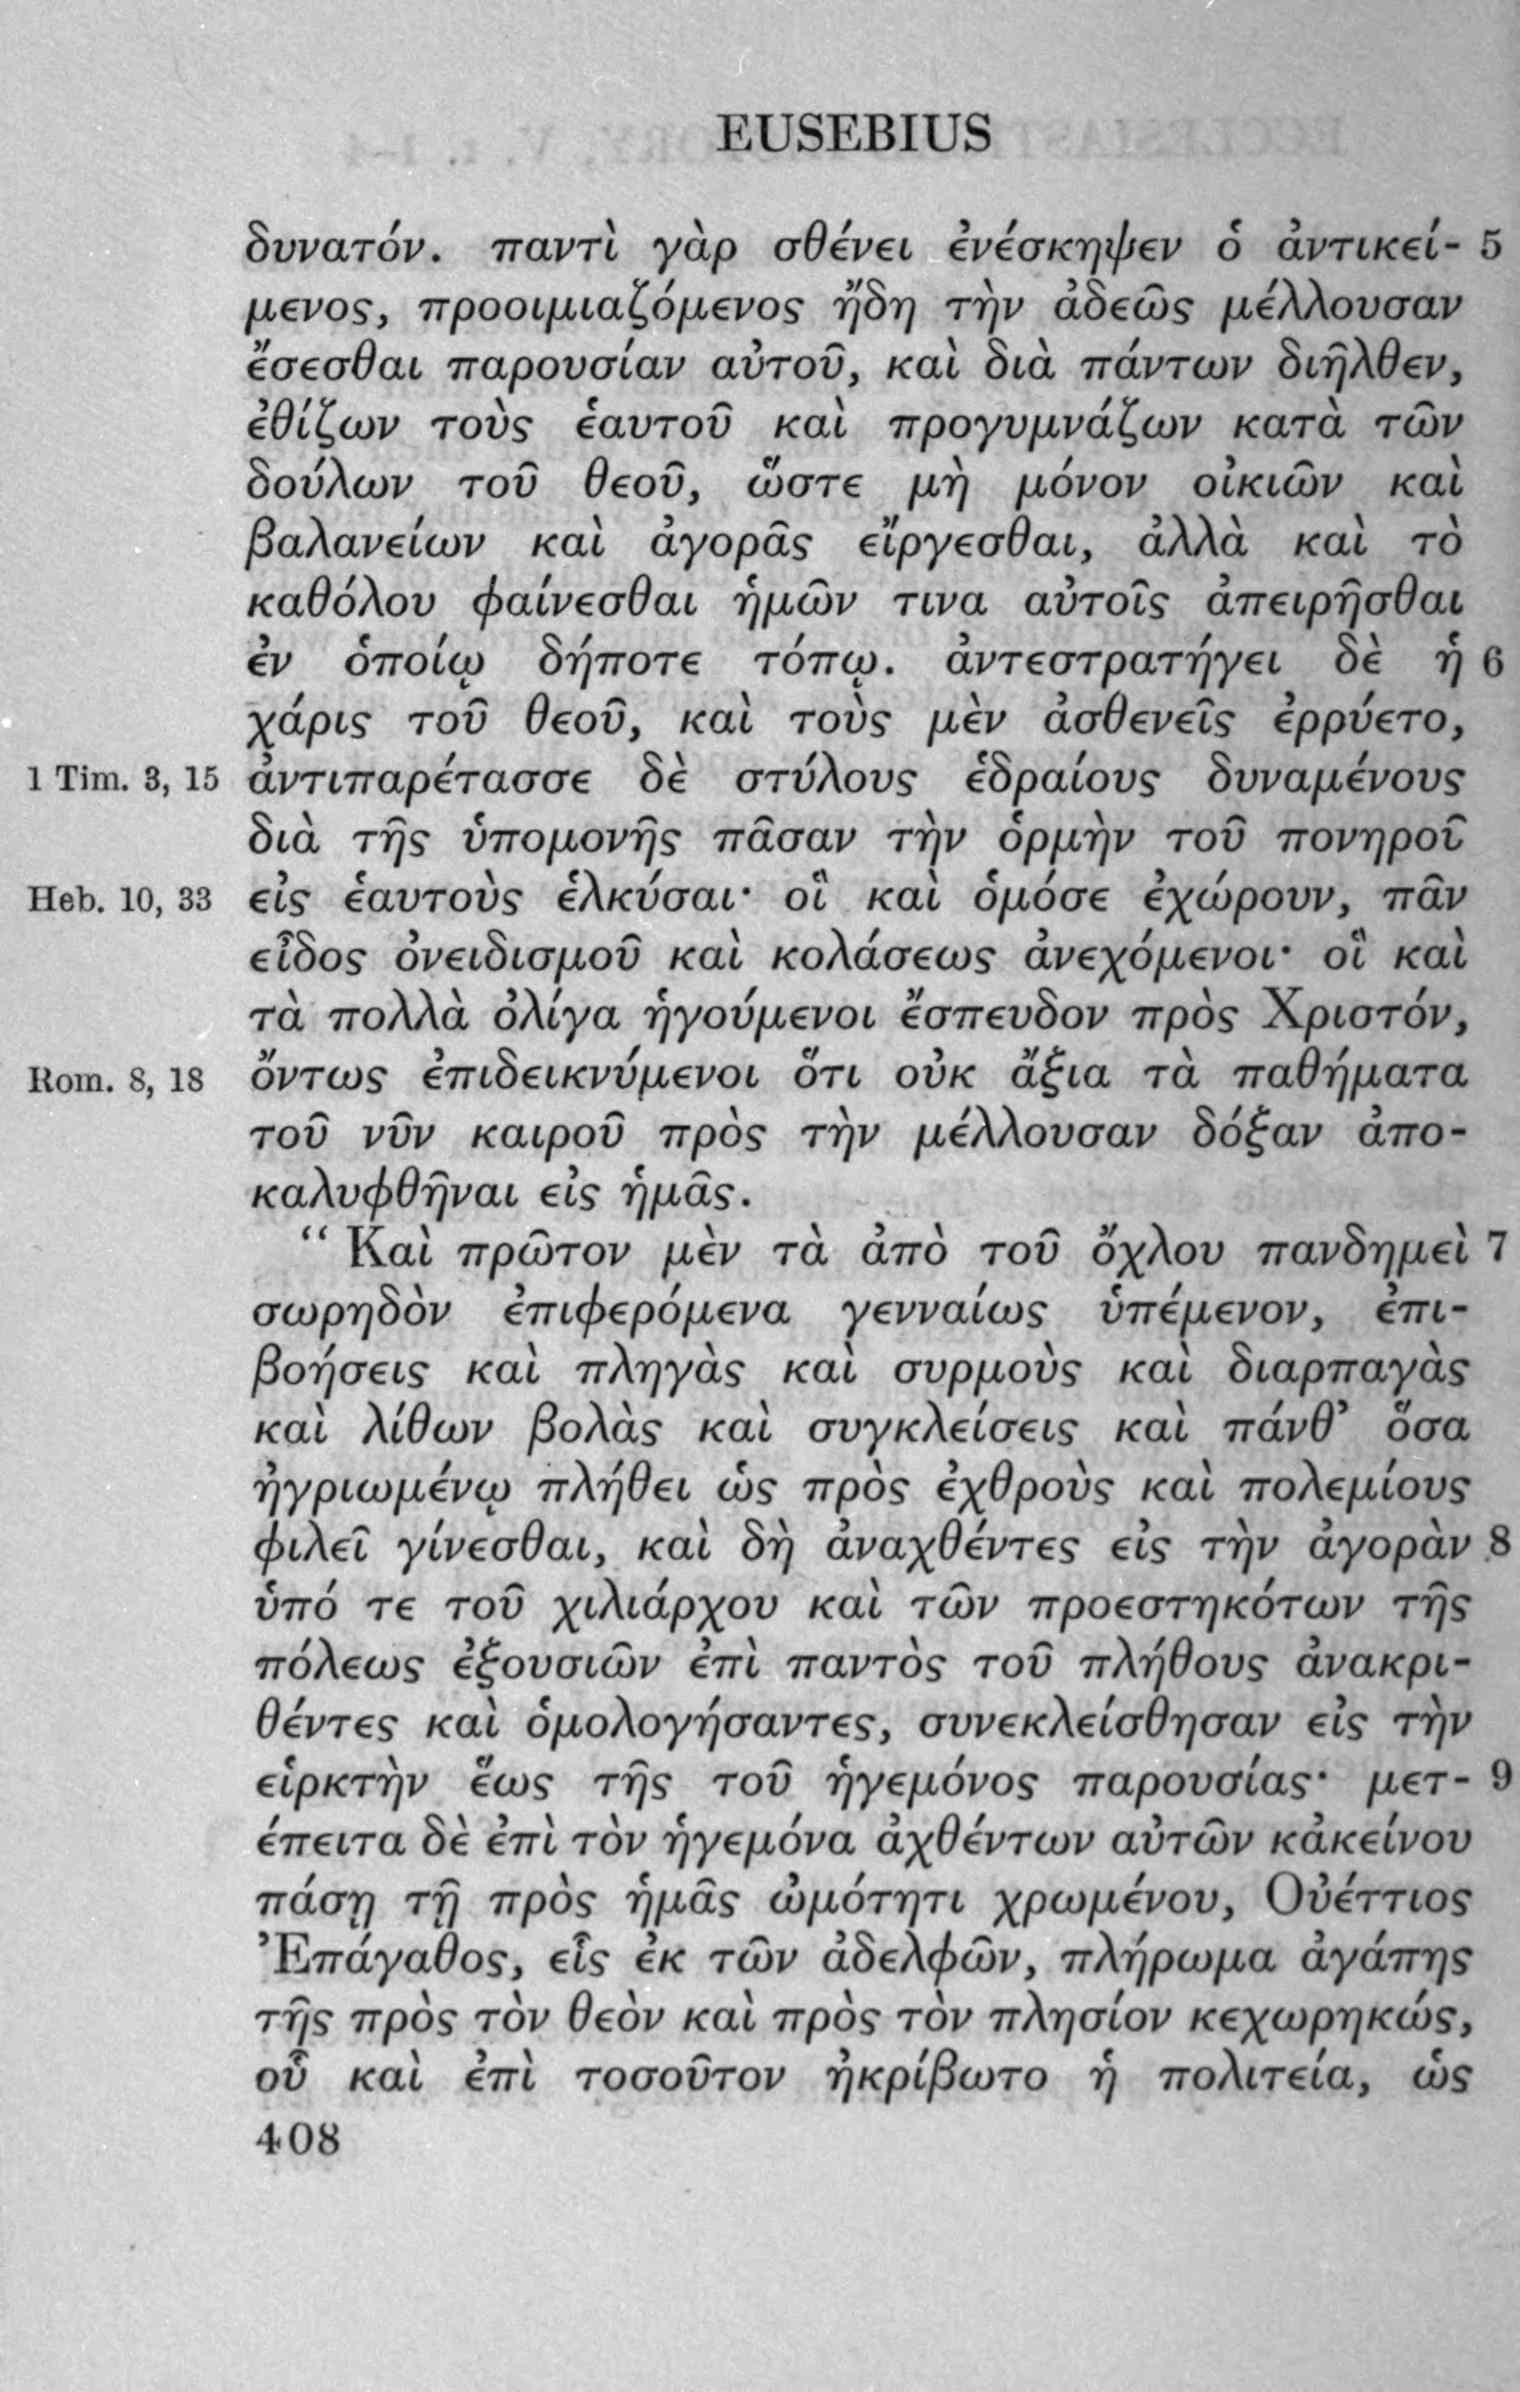 EUSEBIUS
δυνατόν. παντὶ γὰρ σθένει ἐνέσκηψεν ὁ ἀντικεί- 5
μενος, προοιμιαζόμενος ἤδη τὴν ἀδεῶς μέλλουσαν
ἔσεσθαι παρουσίαν αὐτοῦ, καὶ διὰ πάντων διῆλθεν,
ἐθίζων τοὺς ἑαυτοῦ καὶ προγυμνάζων κατὰ τῶν
δούλων τοῦ θεοῦ, ὥστε μὴ μόνον οἰκιῶν καὶ
βαλανείων καὶ ἀγορᾶς εἴργεσθαι, ἀλλὰ καὶ τὸ
καθόλου φαίνεσθαι ἡμῶν τινα αὐτοῖς ἀπειρῆσθαι
ἐν ὁποίῳ δήποτε τόπῳ. ἀντεστρατήγει δὲ ἡ 6
χάρις τοῦ θεοῦ, καὶ τοὺς μὲν ἀσθενεῖς ἐρρύετο,
1 Tim. 3, 15 ἀντιπαρέτασσε δὲ στύλους ἑδραίους δυναμένους
διὰ τῆς ὑπομονῆς πᾶσαν τὴν ὁρμὴν τοῦ πονηροῦ
Heb. 10, 33 εἰς ἑαυτοὺς ἑλκύσαι· οἳ καὶ ὁμόσε ἐχώρουν, πᾶν
εἶδος ὀνειδισμοῦ καὶ κολάσεως ἀνεχόμενοι· οἳ καὶ
τὰ πολλὰ ὀλίγα ἡγούμενοι ἔσπευδον πρὸς Χριστόν,
Rom. 8, 18 ὄντως ἐπιδεικνύμενοι ὅτι οὐκ ἄξια τὰ παθήματα
τοῦ νῦν καιροῦ πρὸς τὴν μέλλουσαν δόξαν ἀπο-
καλυφθῆναι εἰς ἡμᾶς.
“ Καὶ πρῶτον μὲν τὰ ἀπὸ τοῦ ὄχλου πανδημεὶ 7
σωρηδὸν ἐπιφερόμενα γενναίως ὑπέμενον, ἐπι-
βοήσεις καὶ πληγὰς καὶ συρμοὺς καὶ διαρπαγὰς
καὶ λίθων βολὰς καὶ συγκλείσεις καὶ πάνθ’ ὅσα
ἠγριωμένῳ πλήθει ὡς πρὸς ἐχθροὺς καὶ πολεμίους
φιλεῖ γίνεσθαι, καὶ δὴ ἀναχθέντες εἰς τὴν ἀγορὰν 8
ὑπό τε τοῦ χιλιάρχου καὶ τῶν προεστηκότων τῆς
πόλεως ἐξουσιῶν ἐπὶ παντὸς τοῦ πλήθους ἀνακρι-
θέντες καὶ ὁμολογήσαντες, συνεκλείσθησαν εἰς τὴν
εἱρκτὴν ἕως τῆς τοῦ ἡγεμόνος παρουσίας· μετ- 9
έπειτα δὲ ἐπὶ τὸν ἡγεμόνα ἀχθέντων αὐτῶν κἀκείνου
πάσῃ τῇ πρὸς ἡμᾶς ὠμότητι χρωμένου, Οὐέττιος
Ἐπάγαθος, εἷς ἐκ τῶν ἀδελφῶν, πλήρωμα ἀγάπης
τῆς πρὸς τὸν θεὸν καὶ πρὸς τὸν πλησίον κεχωρηκώς,
οὗ καὶ ἐπὶ τοσοῦτον ἠκρίβωτο ἡ πολιτεία, ὡς
408